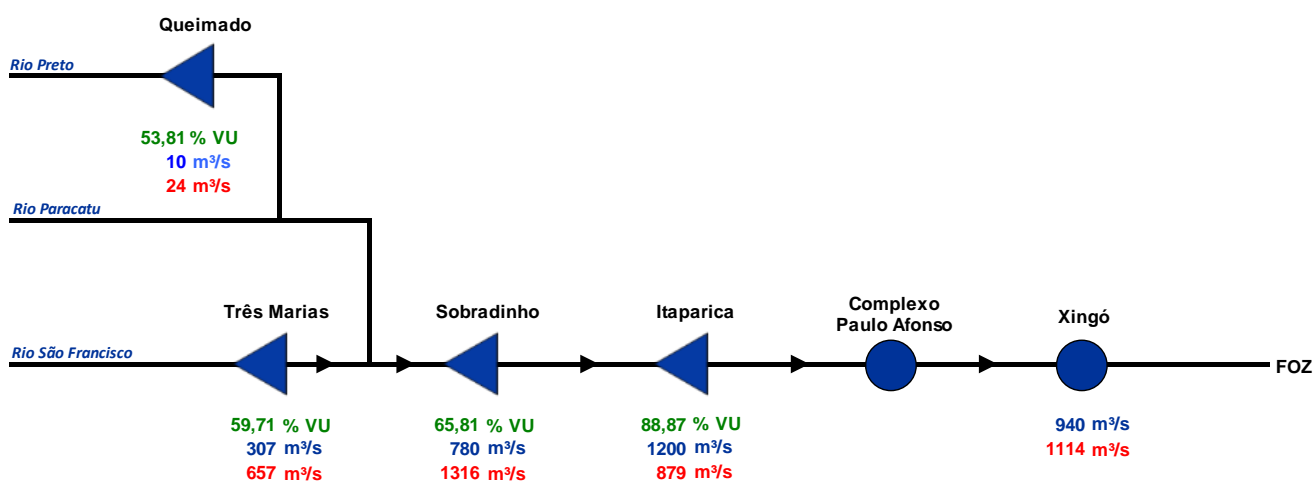 Queimado
Rio Preto
53,81 % VU
10 m³/s
24 m³/s
Rio Paracatu
Três Marias
Sobradinho
Itaparica
Complexo
Paulo Afonso
Xingó
Rio São Francisco
FOZ
59,71 % VU
307 m³/s
657 m³/s
65,81 % VU
780 m³/s
1316 m³/s
88,87 % VU
1200 m³/s
879 m³/s
940 m³/s
1114 m³/s